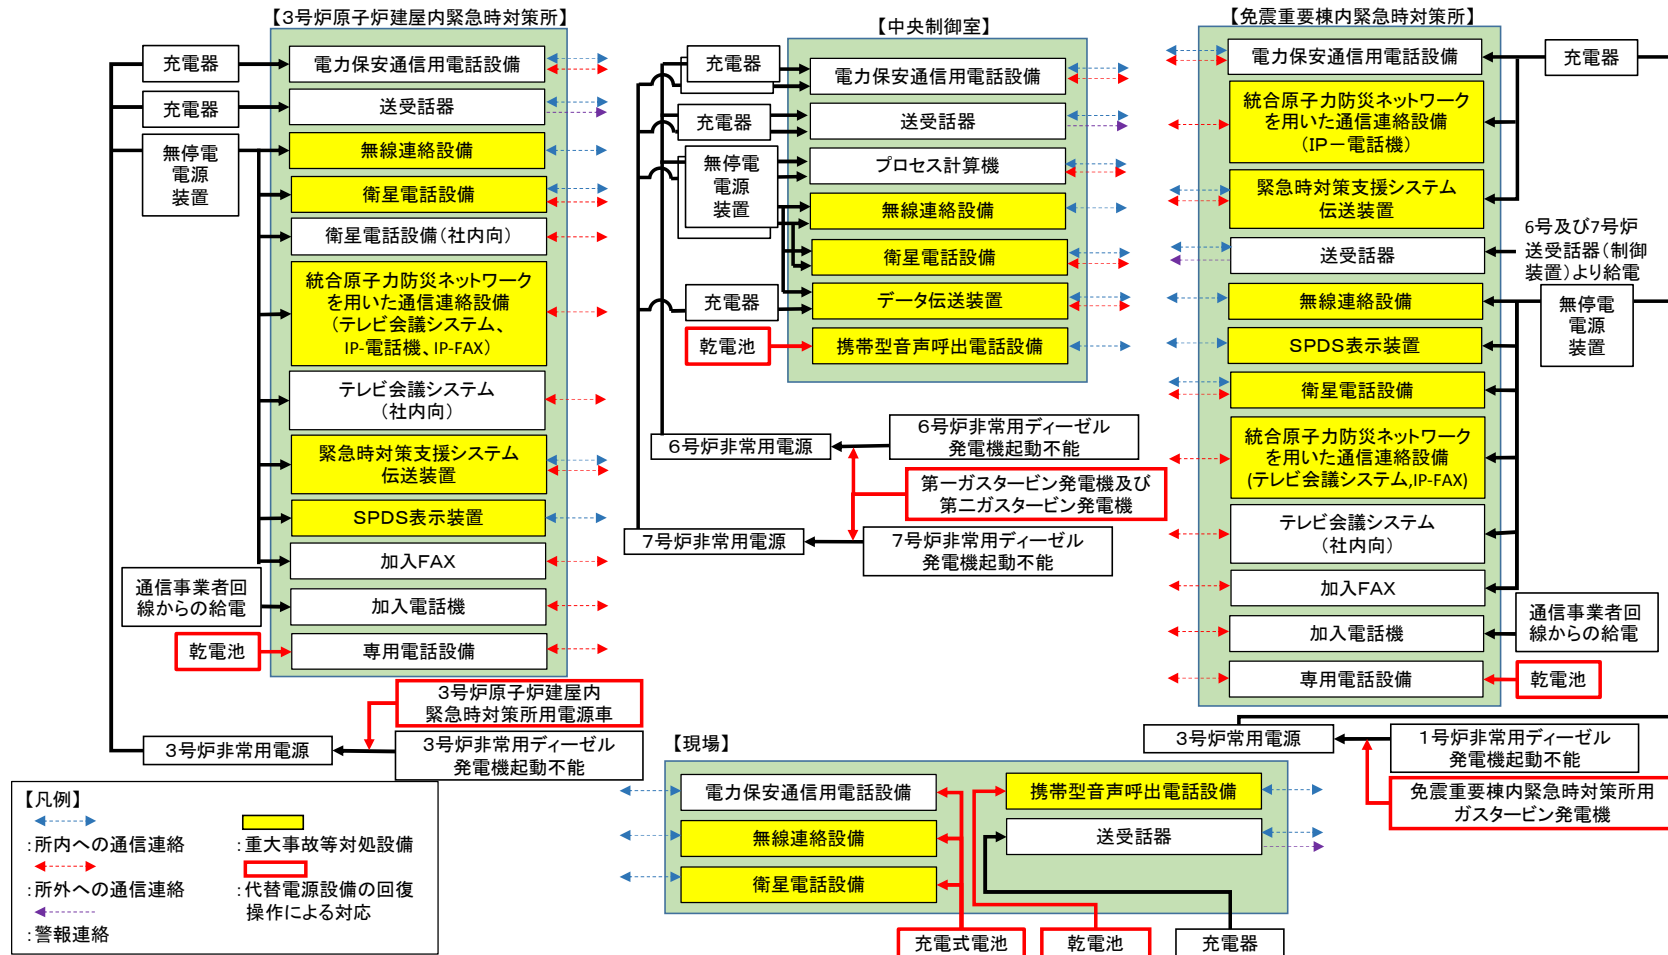 【3号炉原子炉建屋内緊急時対策所】
充電器
電力保安通信用電話設備
充電器
送受話器
無停電
電源
装置
無線連絡設備
衛星電話設備
衛星電話設備(社内向)
統合原子力防災ネットワーク
を用いた通信連絡設備
(テレビ会議システム、
IP-電話機、IP-FAX)
テレビ会議システム
(社内向)
緊急時対策支援システム
伝送装置
SPDS表示装置
加入FAX
通信事業者回
線からの給電
加入電話機
乾電池
専用電話設備
3号炉原子炉建屋内
緊急時対策所用電源車
3号炉非常用電源
3号炉非常用ディーゼル
発電機起動不能
【中央制御室】
充電器
電力保安通信用電話設備
充電器
送受話器
無停電
電源
装置
プロセス計算機
無線連絡設備
衛星電話設備
充電器
データ伝送装置
乾電池
携帯型音声呼出電話設備
6号炉非常用電源
6号炉非常用ディーゼル
発電機起動不能
第一ガスタービン発電機及び
第二ガスタービン発電機
7号炉非常用電源
7号炉非常用ディーゼル
発電機起動不能
【免震重要棟内緊急時対策所】
電力保安通信用電話設備
充電器
統合原子力防災ネットワーク
を用いた通信連絡設備
(IP-電話機)
緊急時対策支援システム
伝送装置
送受話器
6号及び7号炉
送受話器(制御
装置)より給電
無線連絡設備
無停電
電源
装置
SPDS表示装置
衛星電話設備
統合原子力防災ネットワーク
を用いた通信連絡設備
(テレビ会議システム,IP-FAX)
テレビ会議システム
(社内向)
加入FAX
加入電話機
通信事業者回
線からの給電
専用電話設備
乾電池
3号炉常用電源
1号炉非常用ディーゼル
発電機起動不能
免震重要棟内緊急時対策所用
ガスタービン発電機
【現場】
電力保安通信用電話設備
無線連絡設備
衛星電話設備
携帯型音声呼出電話設備
送受話器
充電式電池
乾電池
充電器
【凡例】
:所内への通信連絡
:所外への通信連絡
:警報連絡
:重大事故等対処設備
:代替電源設備の回復
操作による対応